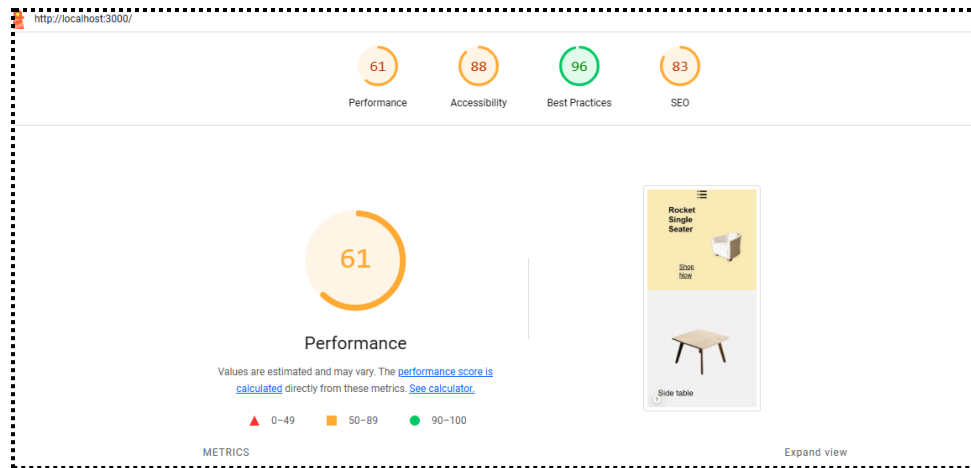 http://localhost:3000/
61 88 96 83
Performance Accessibility Best Practices SEO
61
Performance
Values are estimated and may vary. The performance score is
calculated directly from these metrics. See calculator.
0–49 50–89 90–100
Rocket
Single
Seater
Shop
Now
Side table
METRICS Expand view